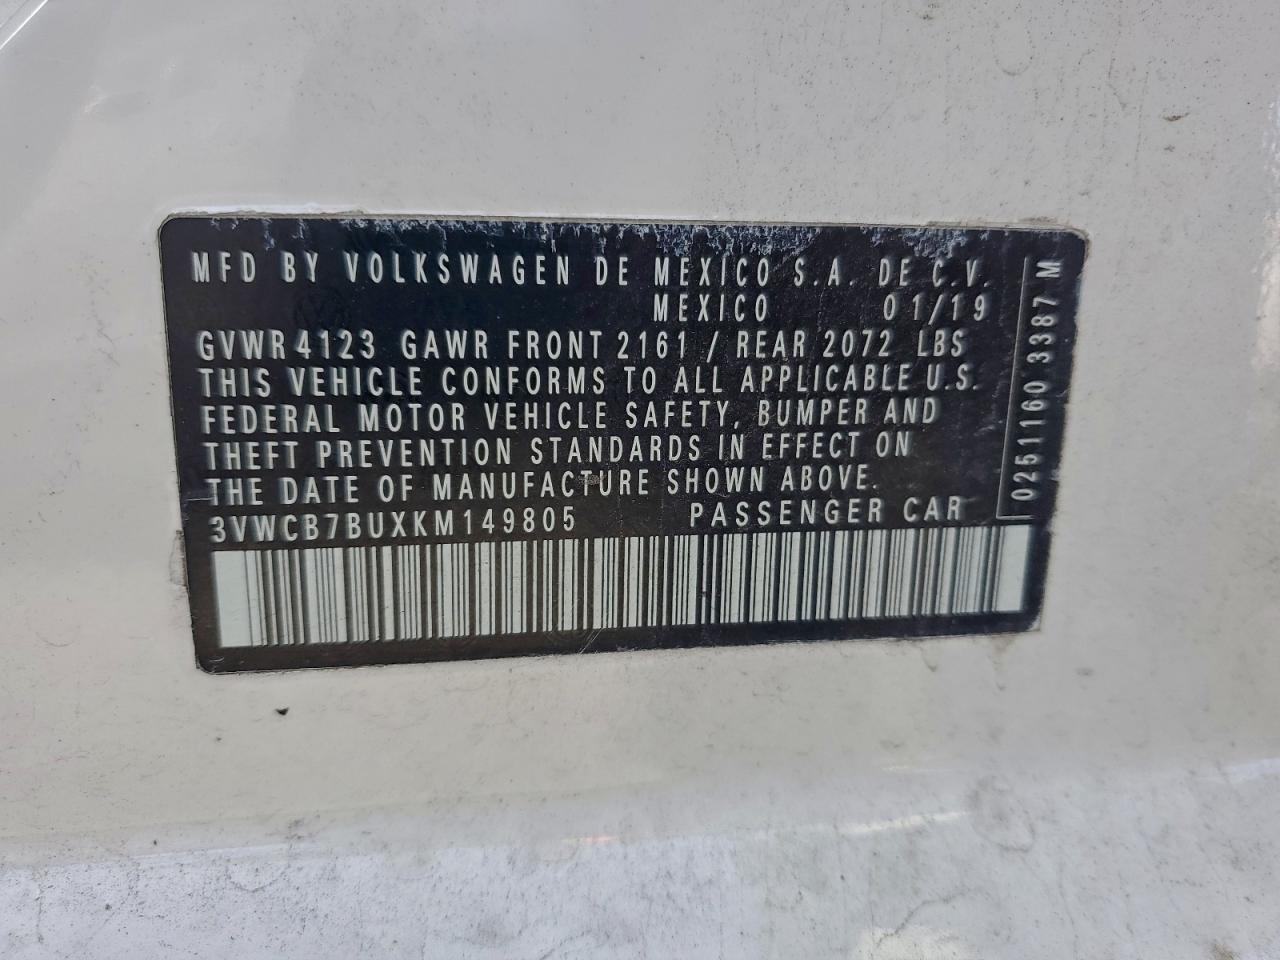 MFD BY VOLKSWAGEN DE MEXICO S.A. DE C.V.
MEXICO 01/19
GVWR 4123 GAWR FRONT 2161 / REAR 2072 LBS
THIS VEHICLE CONFORMS TO ALL APPLICABLE U.S.
FEDERAL MOTOR VEHICLE SAFETY, BUMPER AND
THEFT PREVENTION STANDARDS IN EFFECT ON
THE DATE OF MANUFACTURE SHOWN ABOVE.
3VWCB7BUXKM149805 PASSENGER CAR
0251160 3387 M